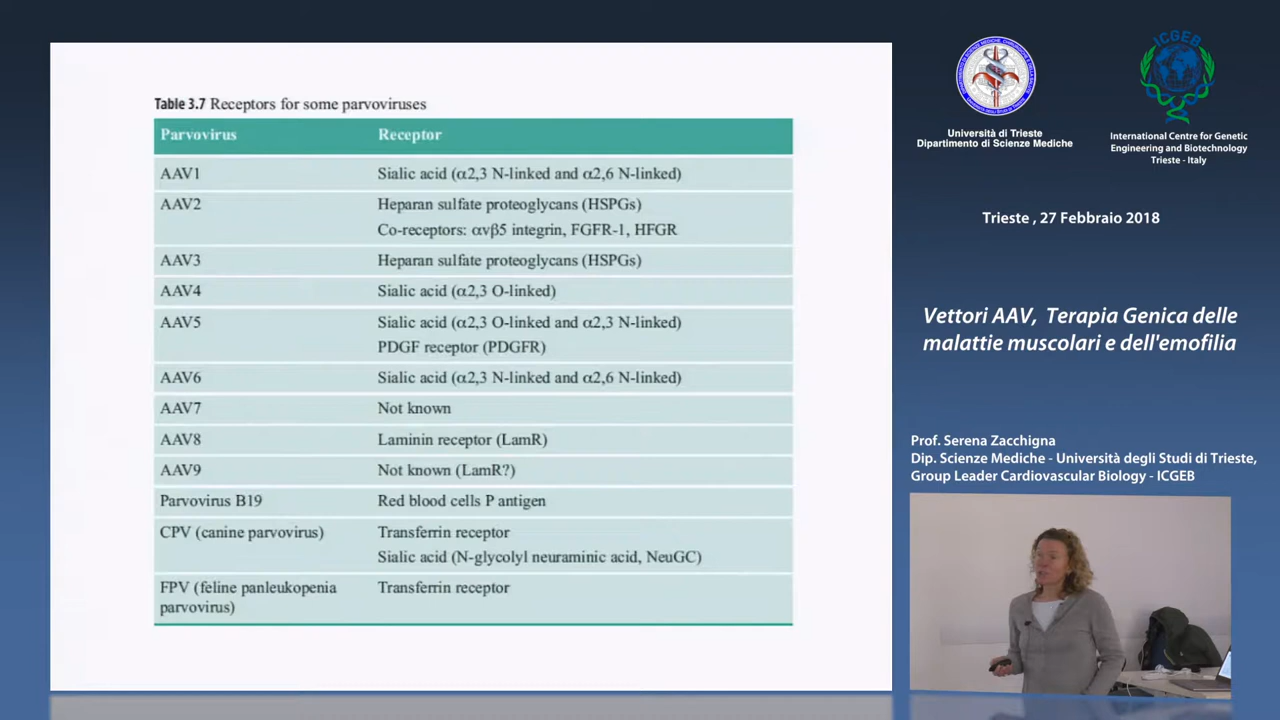 Table 3.7 Receptors for some parvoviruses
Parvovirus Receptor
AAV1 Sialic acid (α2,3 N-linked and α2,6 N-linked)
AAV2 Heparan sulfate proteoglycans (HSPGs)
Co-receptors: αvβ5 integrin, FGFR-1, HFGR
AAV3 Heparan sulfate proteoglycans (HSPGs)
AAV4 Sialic acid (α2,3 O-linked)
AAV5 Sialic acid (α2,3 O-linked and α2,3 N-linked)
PDGF receptor (PDGFR)
AAV6 Sialic acid (α2,3 N-linked and α2,6 N-linked)
AAV7 Not known
AAV8 Laminin receptor (LamR)
AAV9 Not known (LamR?)
Parvovirus B19 Red blood cells P antigen
CPV (canine parvovirus) Transferrin receptor
Sialic acid (N-glycolyl neuraminic acid, NeuGC)
FPV (feline panleukopenia Transferrin receptor
parvovirus)
ICGEB
Università di Trieste
Dipartimento di Scienze Mediche
International Centre for Genetic
Engineering and Biotechnology
Trieste - Italy
Trieste , 27 Febbraio 2018
Vettori AAV, Terapia Genica delle
malattie muscolari e dell'emofilia
Prof. Serena Zacchigna
Dip. Scienze Mediche - Università degli Studi di Trieste,
Group Leader Cardiovascular Biology - ICGEB